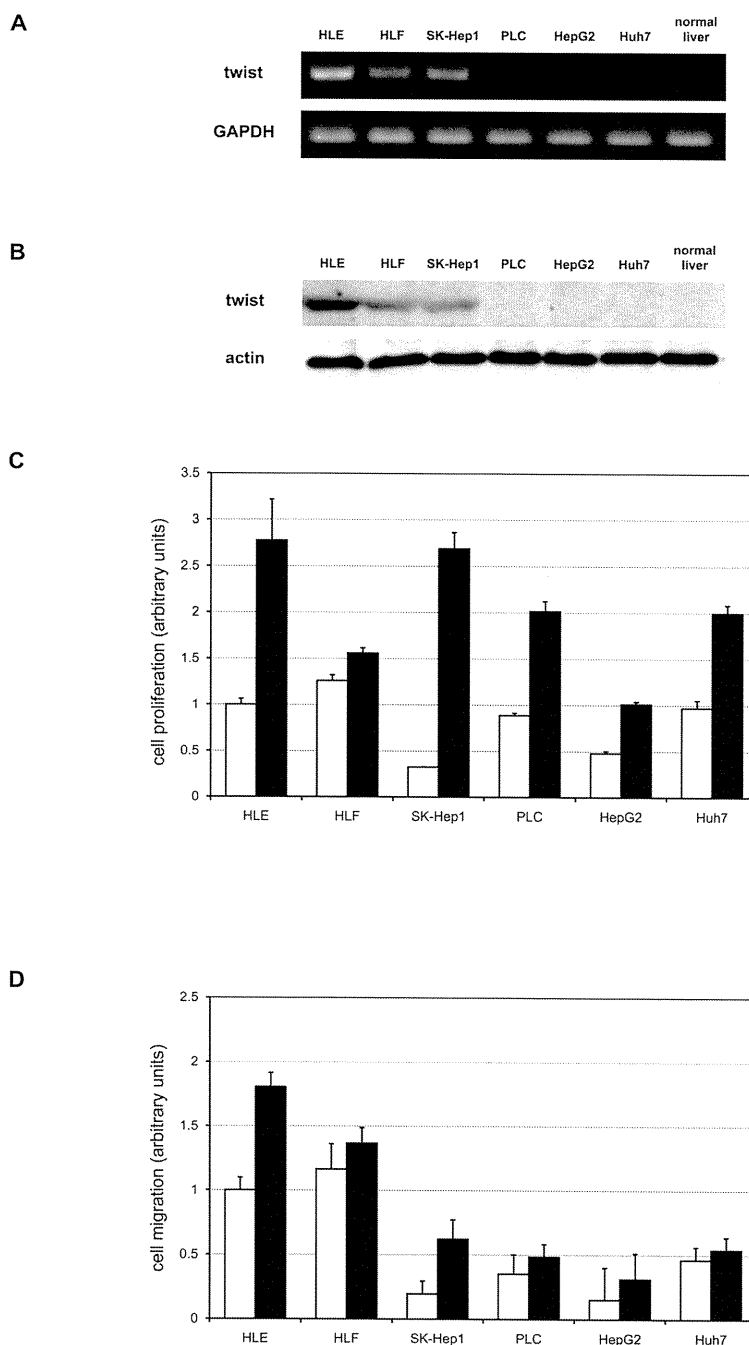 A
HLE HLF SK-Hep1 PLC HepG2 Huh7 normal liver
twist
GAPDH
B
HLE HLF SK-Hep1 PLC HepG2 Huh7 normal liver
twist
actin
C
cell proliferation (arbitrary units)
3.5
3
2.5
2
1.5
1
0.5
0
HLE HLF SK-Hep1 PLC HepG2 Huh7
D
cell migration (arbitrary units)
2.5
2
1.5
1
0.5
0
HLE HLF SK-Hep1 PLC HepG2 Huh7